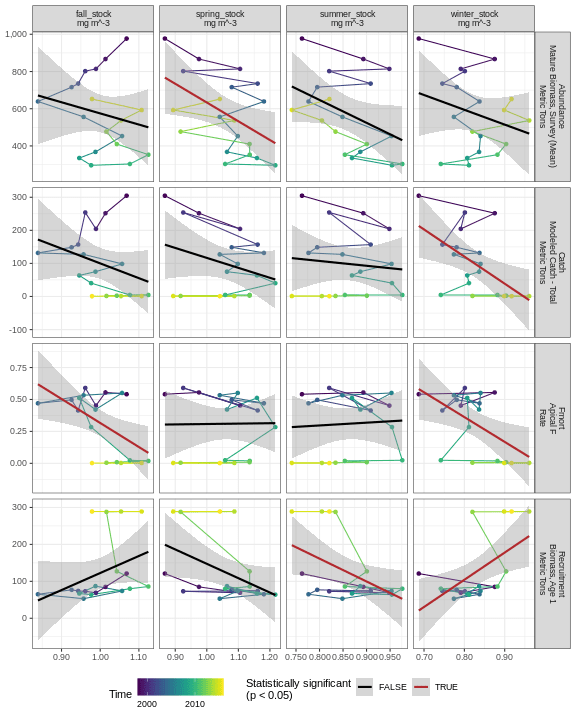 fall_stock
mg m^-3
spring_stock
mg m^-3
summer_stock
mg m^-3
winter_stock
mg m^-3
1,000
800
600
400
Abundance
Mature Biomass, Survey (Mean)
Metric Tons
300
200
100
0
-100
Catch
Modeled Catch - Total
Metric Tons
0.75
0.50
0.25
0.00
Fmort
Apical F
Rate
300
200
100
0
Recruitment
Biomass, Age 1
Metric Tons
0.90 1.00 1.10
0.90 1.00 1.10 1.20
0.750 0.800 0.850 0.900 0.950
0.70 0.80 0.90
Time
2000 2010
Statistically significant
(p < 0.05)
FALSE
TRUE